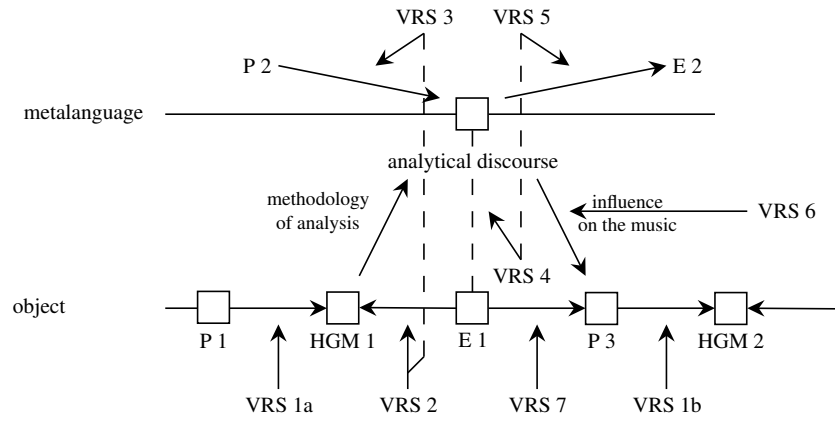 VRS 3
VRS 5
P 2
E 2
metalanguage
analytical discourse
methodology
of analysis
influence
on the music
VRS 6
VRS 4
object
P 1
HGM 1
E 1
P 3
HGM 2
VRS 1a
VRS 2
VRS 7
VRS 1b